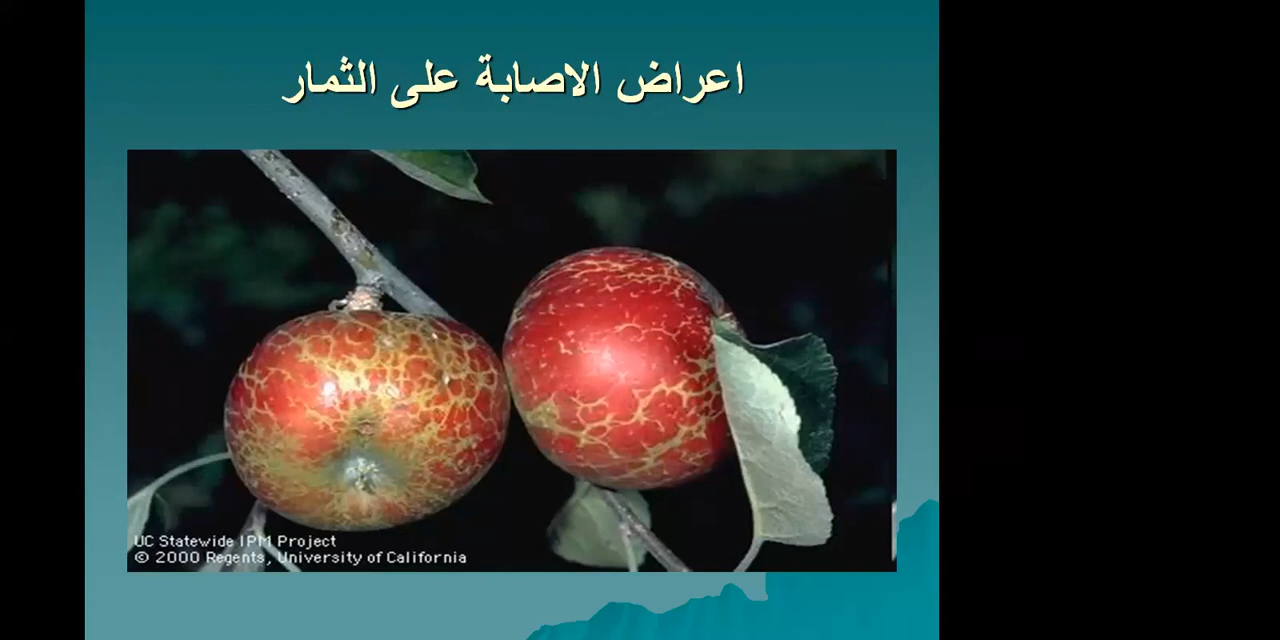 اعراض الاصابة على الثمار
UC Statewide IPM Project
© 2000 Regents, University of California